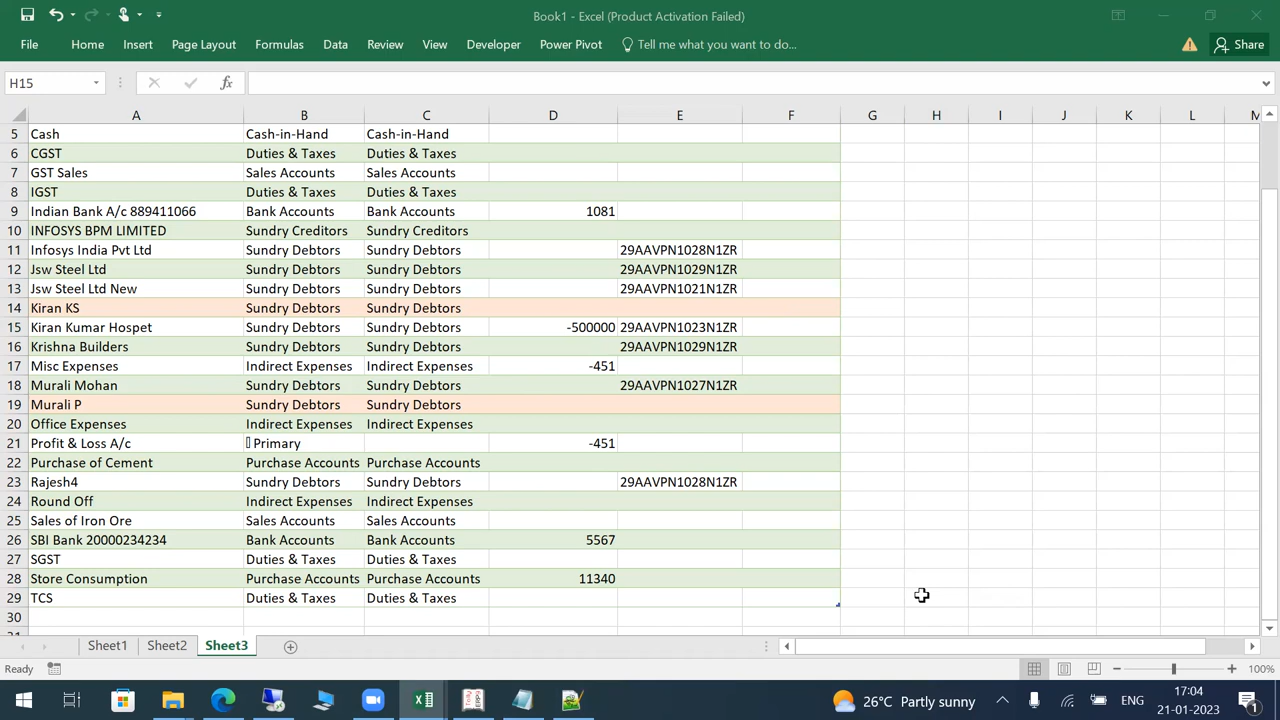 Book1 - Excel (Product Activation Failed)
File Home Insert Page Layout Formulas Data Review View Developer Power Pivot Tell me what you want to do... Share
H15 fx
A B C D E F G H I J K L M
5 Cash Cash-in-Hand Cash-in-Hand
6 CGST Duties & Taxes Duties & Taxes
7 GST Sales Sales Accounts Sales Accounts
8 IGST Duties & Taxes Duties & Taxes
9 Indian Bank A/c 889411066 Bank Accounts Bank Accounts 1081
10 INFOSYS BPM LIMITED Sundry Creditors Sundry Creditors
11 Infosys India Pvt Ltd Sundry Debtors Sundry Debtors 29AAVPN1028N1ZR
12 Jsw Steel Ltd Sundry Debtors Sundry Debtors 29AAVPN1029N1ZR
13 Jsw Steel Ltd New Sundry Debtors Sundry Debtors 29AAVPN1021N1ZR
14 Kiran KS Sundry Debtors Sundry Debtors
15 Kiran Kumar Hospet Sundry Debtors Sundry Debtors -500000 29AAVPN1023N1ZR
16 Krishna Builders Sundry Debtors Sundry Debtors 29AAVPN1029N1ZR
17 Misc Expenses Indirect Expenses Indirect Expenses -451
18 Murali Mohan Sundry Debtors Sundry Debtors 29AAVPN1027N1ZR
19 Murali P Sundry Debtors Sundry Debtors
20 Office Expenses Indirect Expenses Indirect Expenses
21 Profit & Loss A/c Primary -451
22 Purchase of Cement Purchase Accounts Purchase Accounts
23 Rajesh4 Sundry Debtors Sundry Debtors 29AAVPN1028N1ZR
24 Round Off Indirect Expenses Indirect Expenses
25 Sales of Iron Ore Sales Accounts Sales Accounts
26 SBI Bank 20000234234 Bank Accounts Bank Accounts 5567
27 SGST Duties & Taxes Duties & Taxes
28 Store Consumption Purchase Accounts Purchase Accounts 11340
29 TCS Duties & Taxes Duties & Taxes
30
31
Sheet1 Sheet2 Sheet3
Ready 100%
26°C Partly sunny ENG 17:04
21-01-2023 1